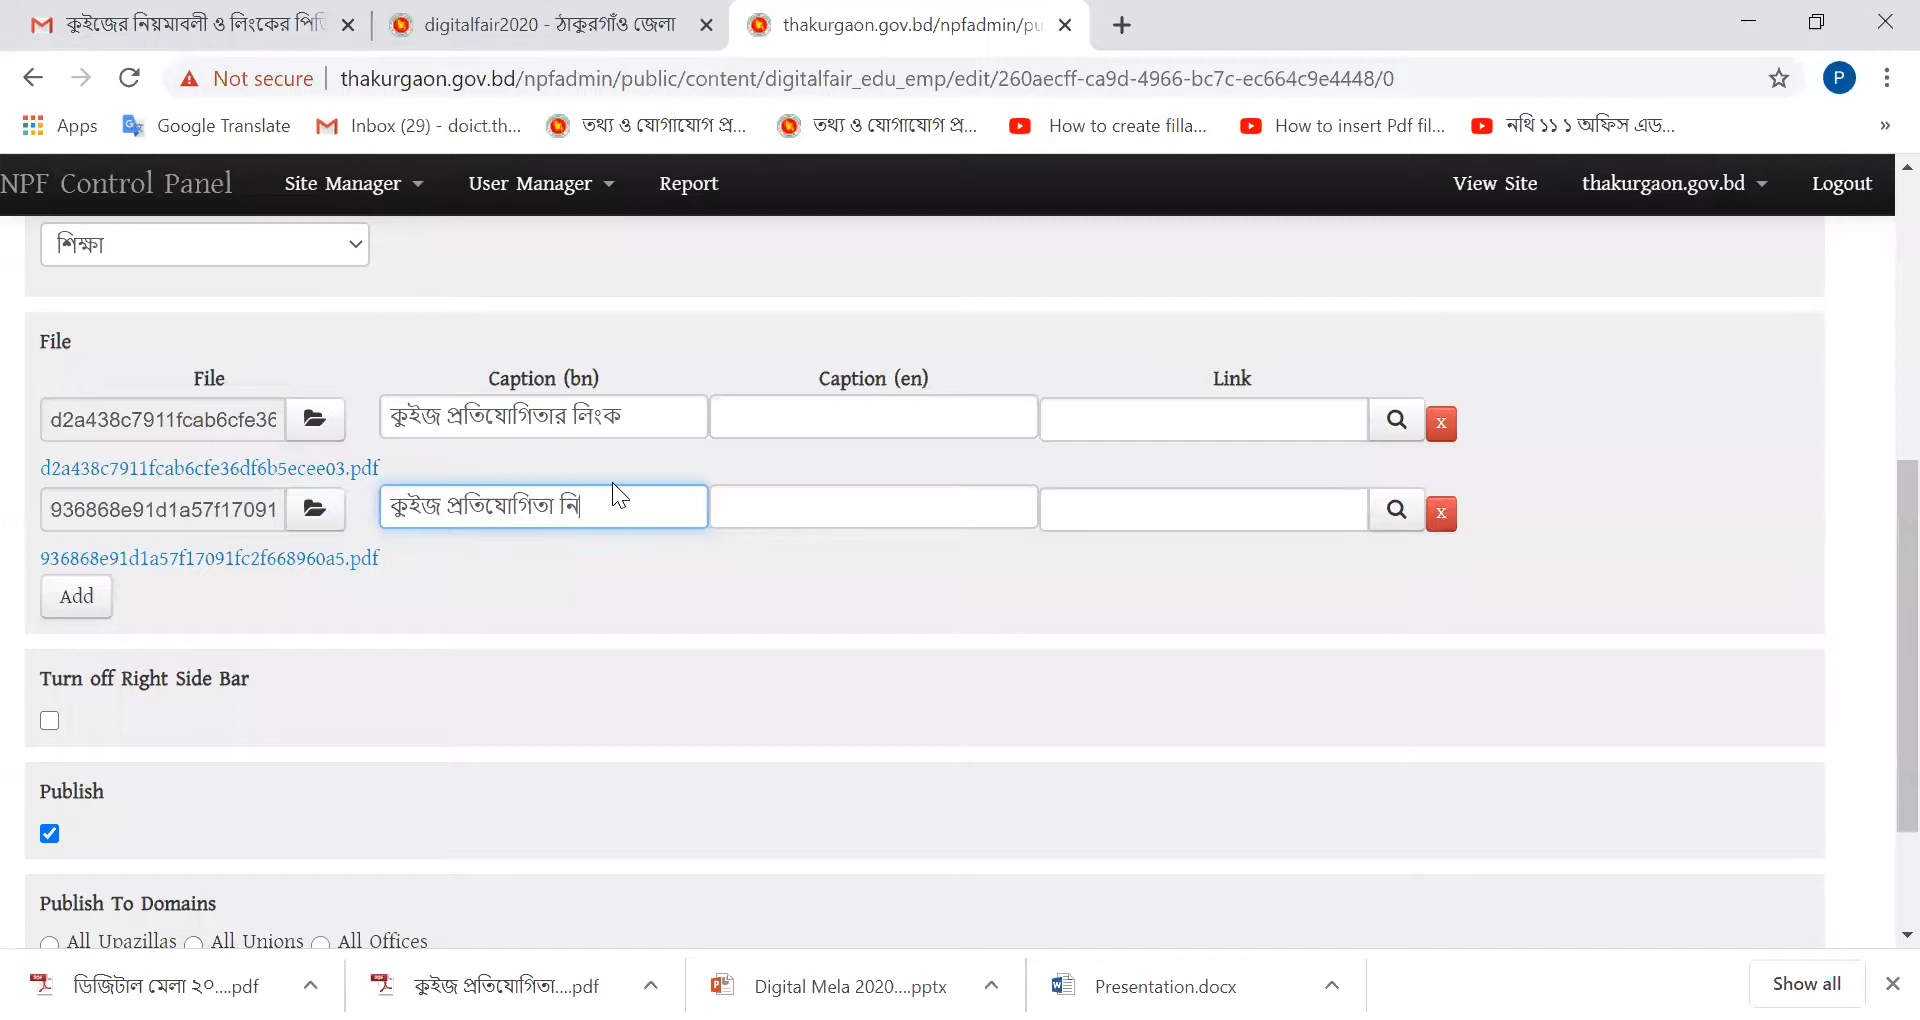 কুইজের নিয়মাবলী ও লিংকের পিডি
digitalfair2020 - ঠাকুরগাঁও জেলা
thakurgaon.gov.bd/npfadmin/pu
Not secure
thakurgaon.gov.bd/npfadmin/public/content/digitalfair_edu_emp/edit/260aecff-ca9d-4966-bc7c-ec664c9e4448/0
P
Apps
Google Translate
Inbox (29) - doict.th...
তথ্য ও যোগাযোগ প্র...
তথ্য ও যোগাযোগ প্র...
How to create filla...
How to insert Pdf fil...
নথি ১১ ১ অফিস এড...
NPF Control Panel
Site Manager
User Manager
Report
View Site
thakurgaon.gov.bd
Logout
শিক্ষা
File
File Caption (bn) Caption (en) Link
d2a438c7911fcab6cfe36 কুইজ প্রতিযোগিতার লিংক x
d2a438c7911fcab6cfe36df6b5ecee03.pdf
936868e91d1a57f17091 কুইজ প্রতিযোগিতা নি x
936868e91d1a57f17091fc2f668960a5.pdf
Add
Turn off Right Side Bar
Publish
Publish To Domains
All Upazillas All Unions All Offices
ডিজিটাল মেলা ২০....pdf
কুইজ প্রতিযোগিতা....pdf
Digital Mela 2020....pptx
Presentation.docx
Show all